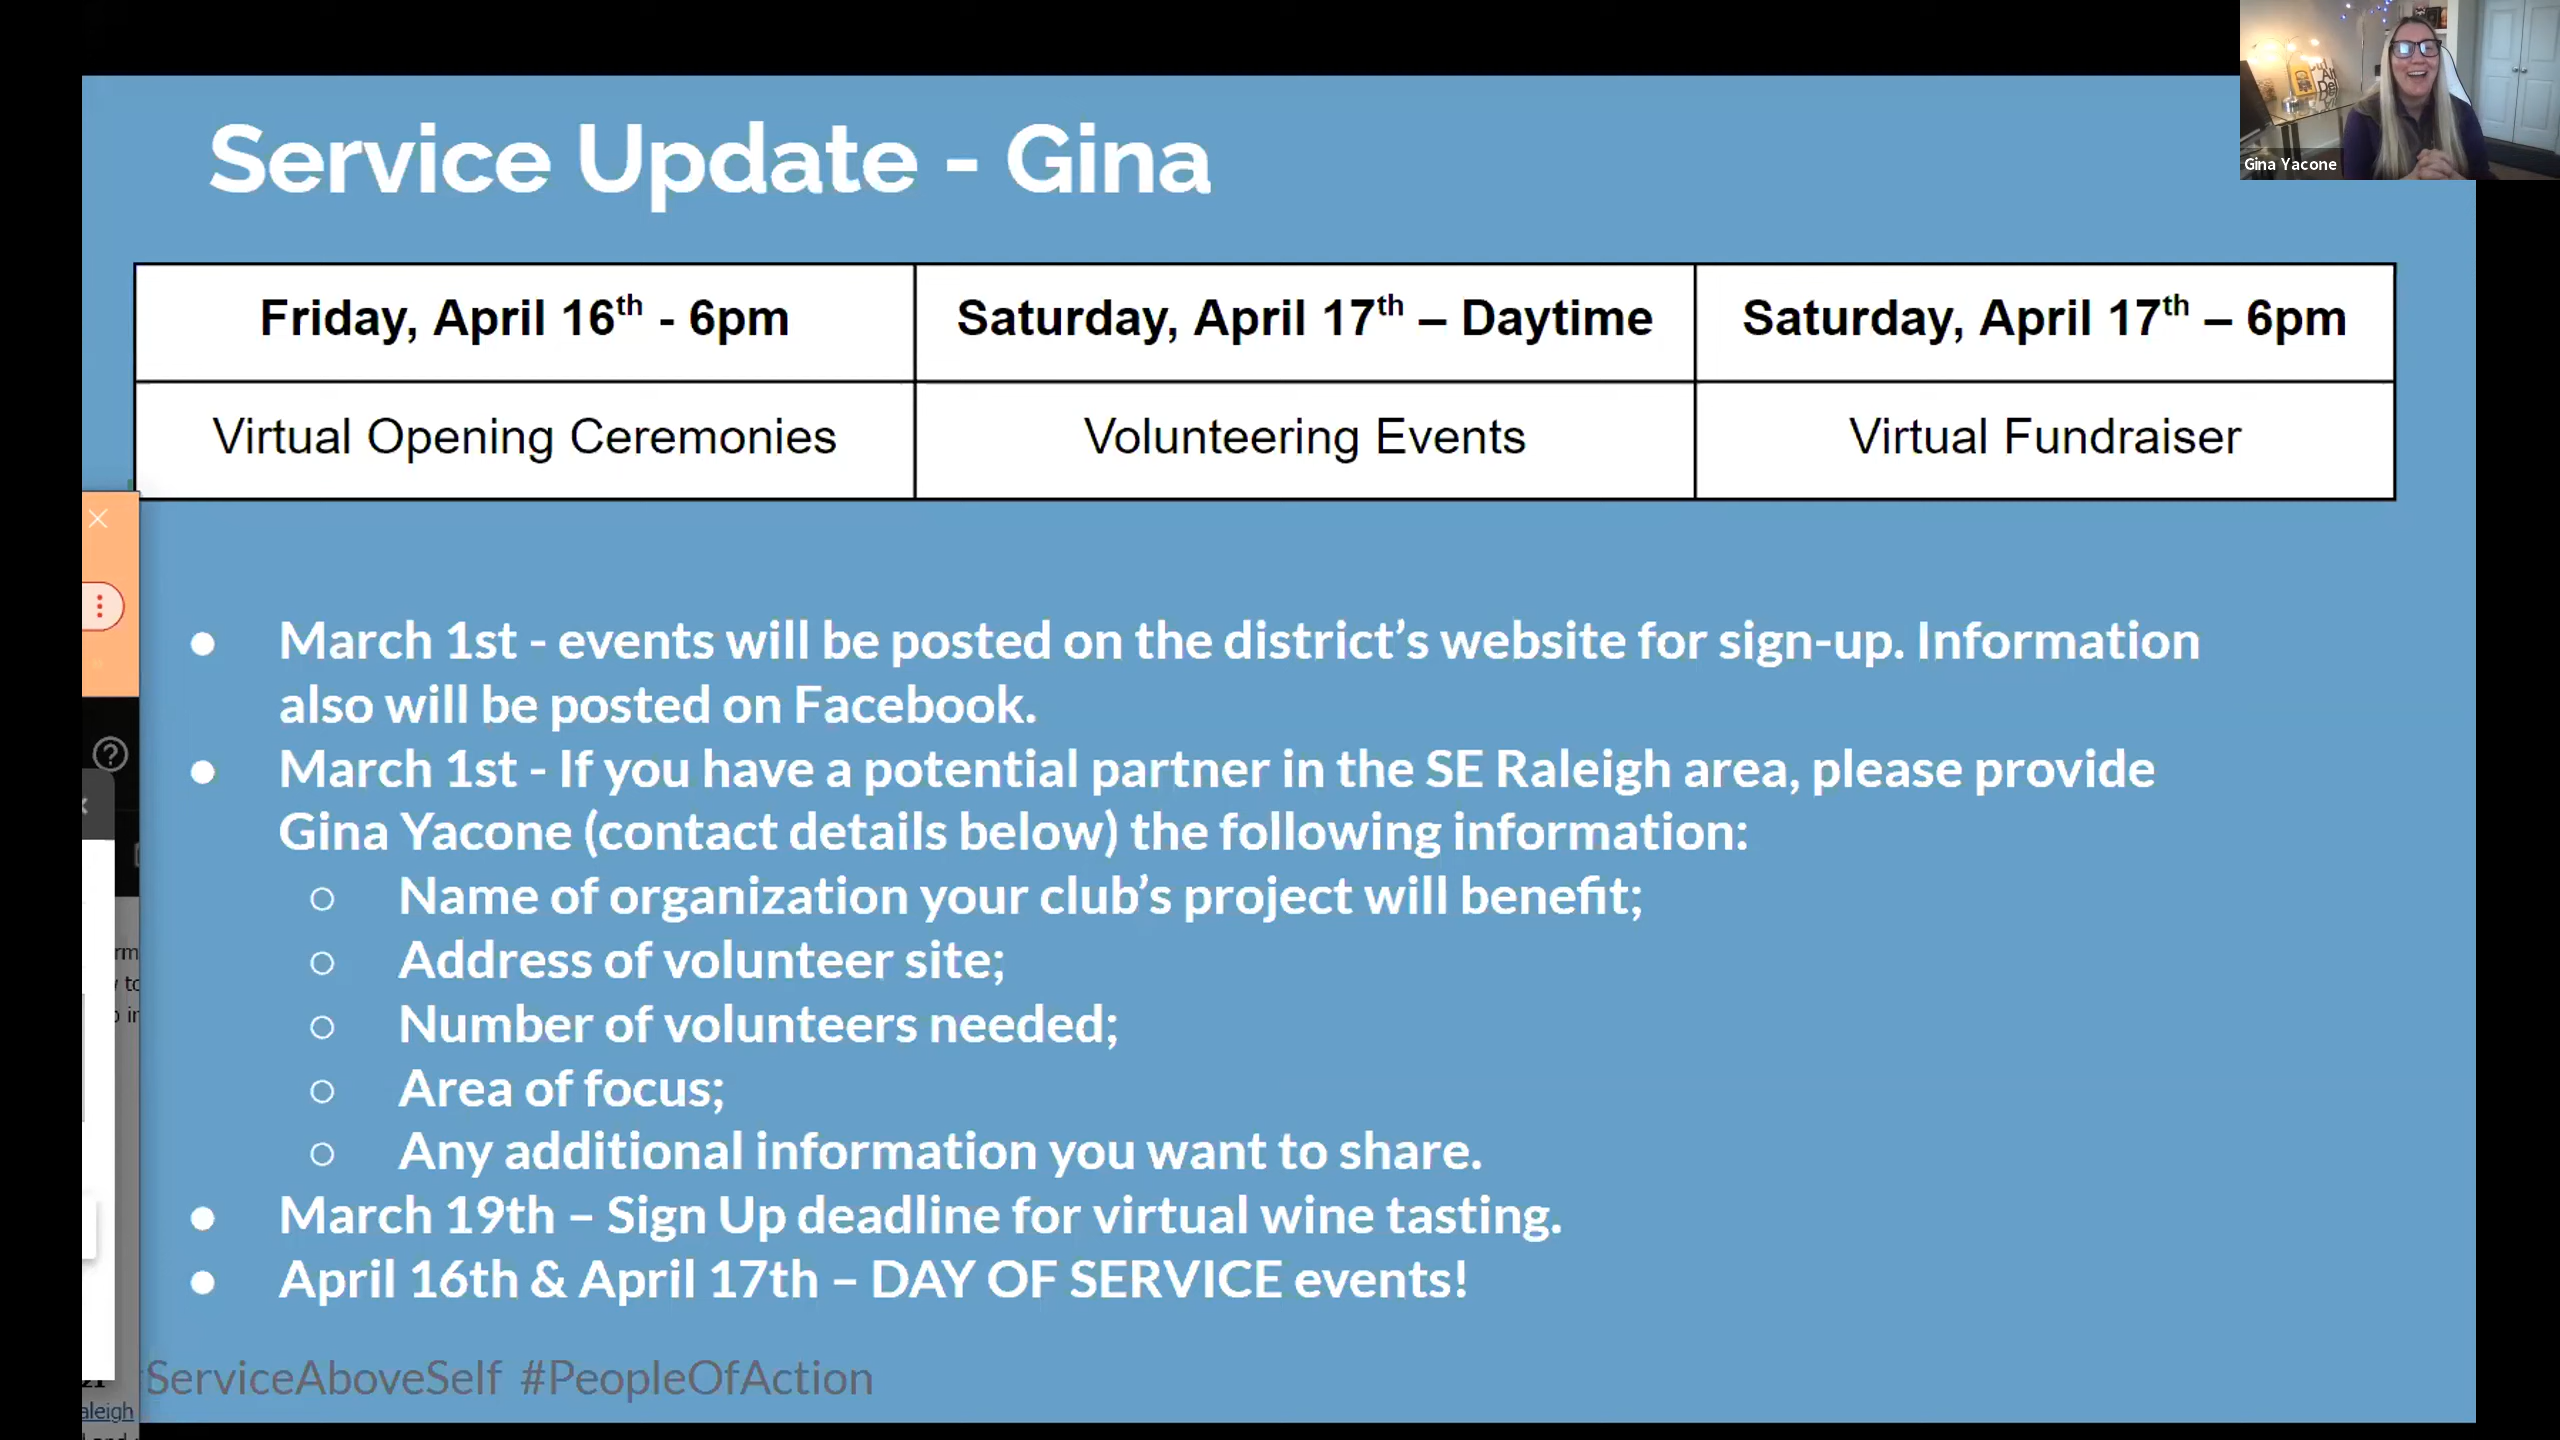 Service Update - Gina
Gina Yacone
Friday, April 16th - 6pm
Saturday, April 17th – Daytime
Saturday, April 17th – 6pm
Virtual Opening Ceremonies
Volunteering Events
Virtual Fundraiser
● March 1st - events will be posted on the district’s website for sign-up. Information
also will be posted on Facebook.
● March 1st - If you have a potential partner in the SE Raleigh area, please provide
Gina Yacone (contact details below) the following information:
○ Name of organization your club’s project will benefit;
○ Address of volunteer site;
○ Number of volunteers needed;
○ Area of focus;
○ Any additional information you want to share.
● March 19th – Sign Up deadline for virtual wine tasting.
● April 16th & April 17th – DAY OF SERVICE events!
ServiceAboveSelf #PeopleOfAction
aleigh